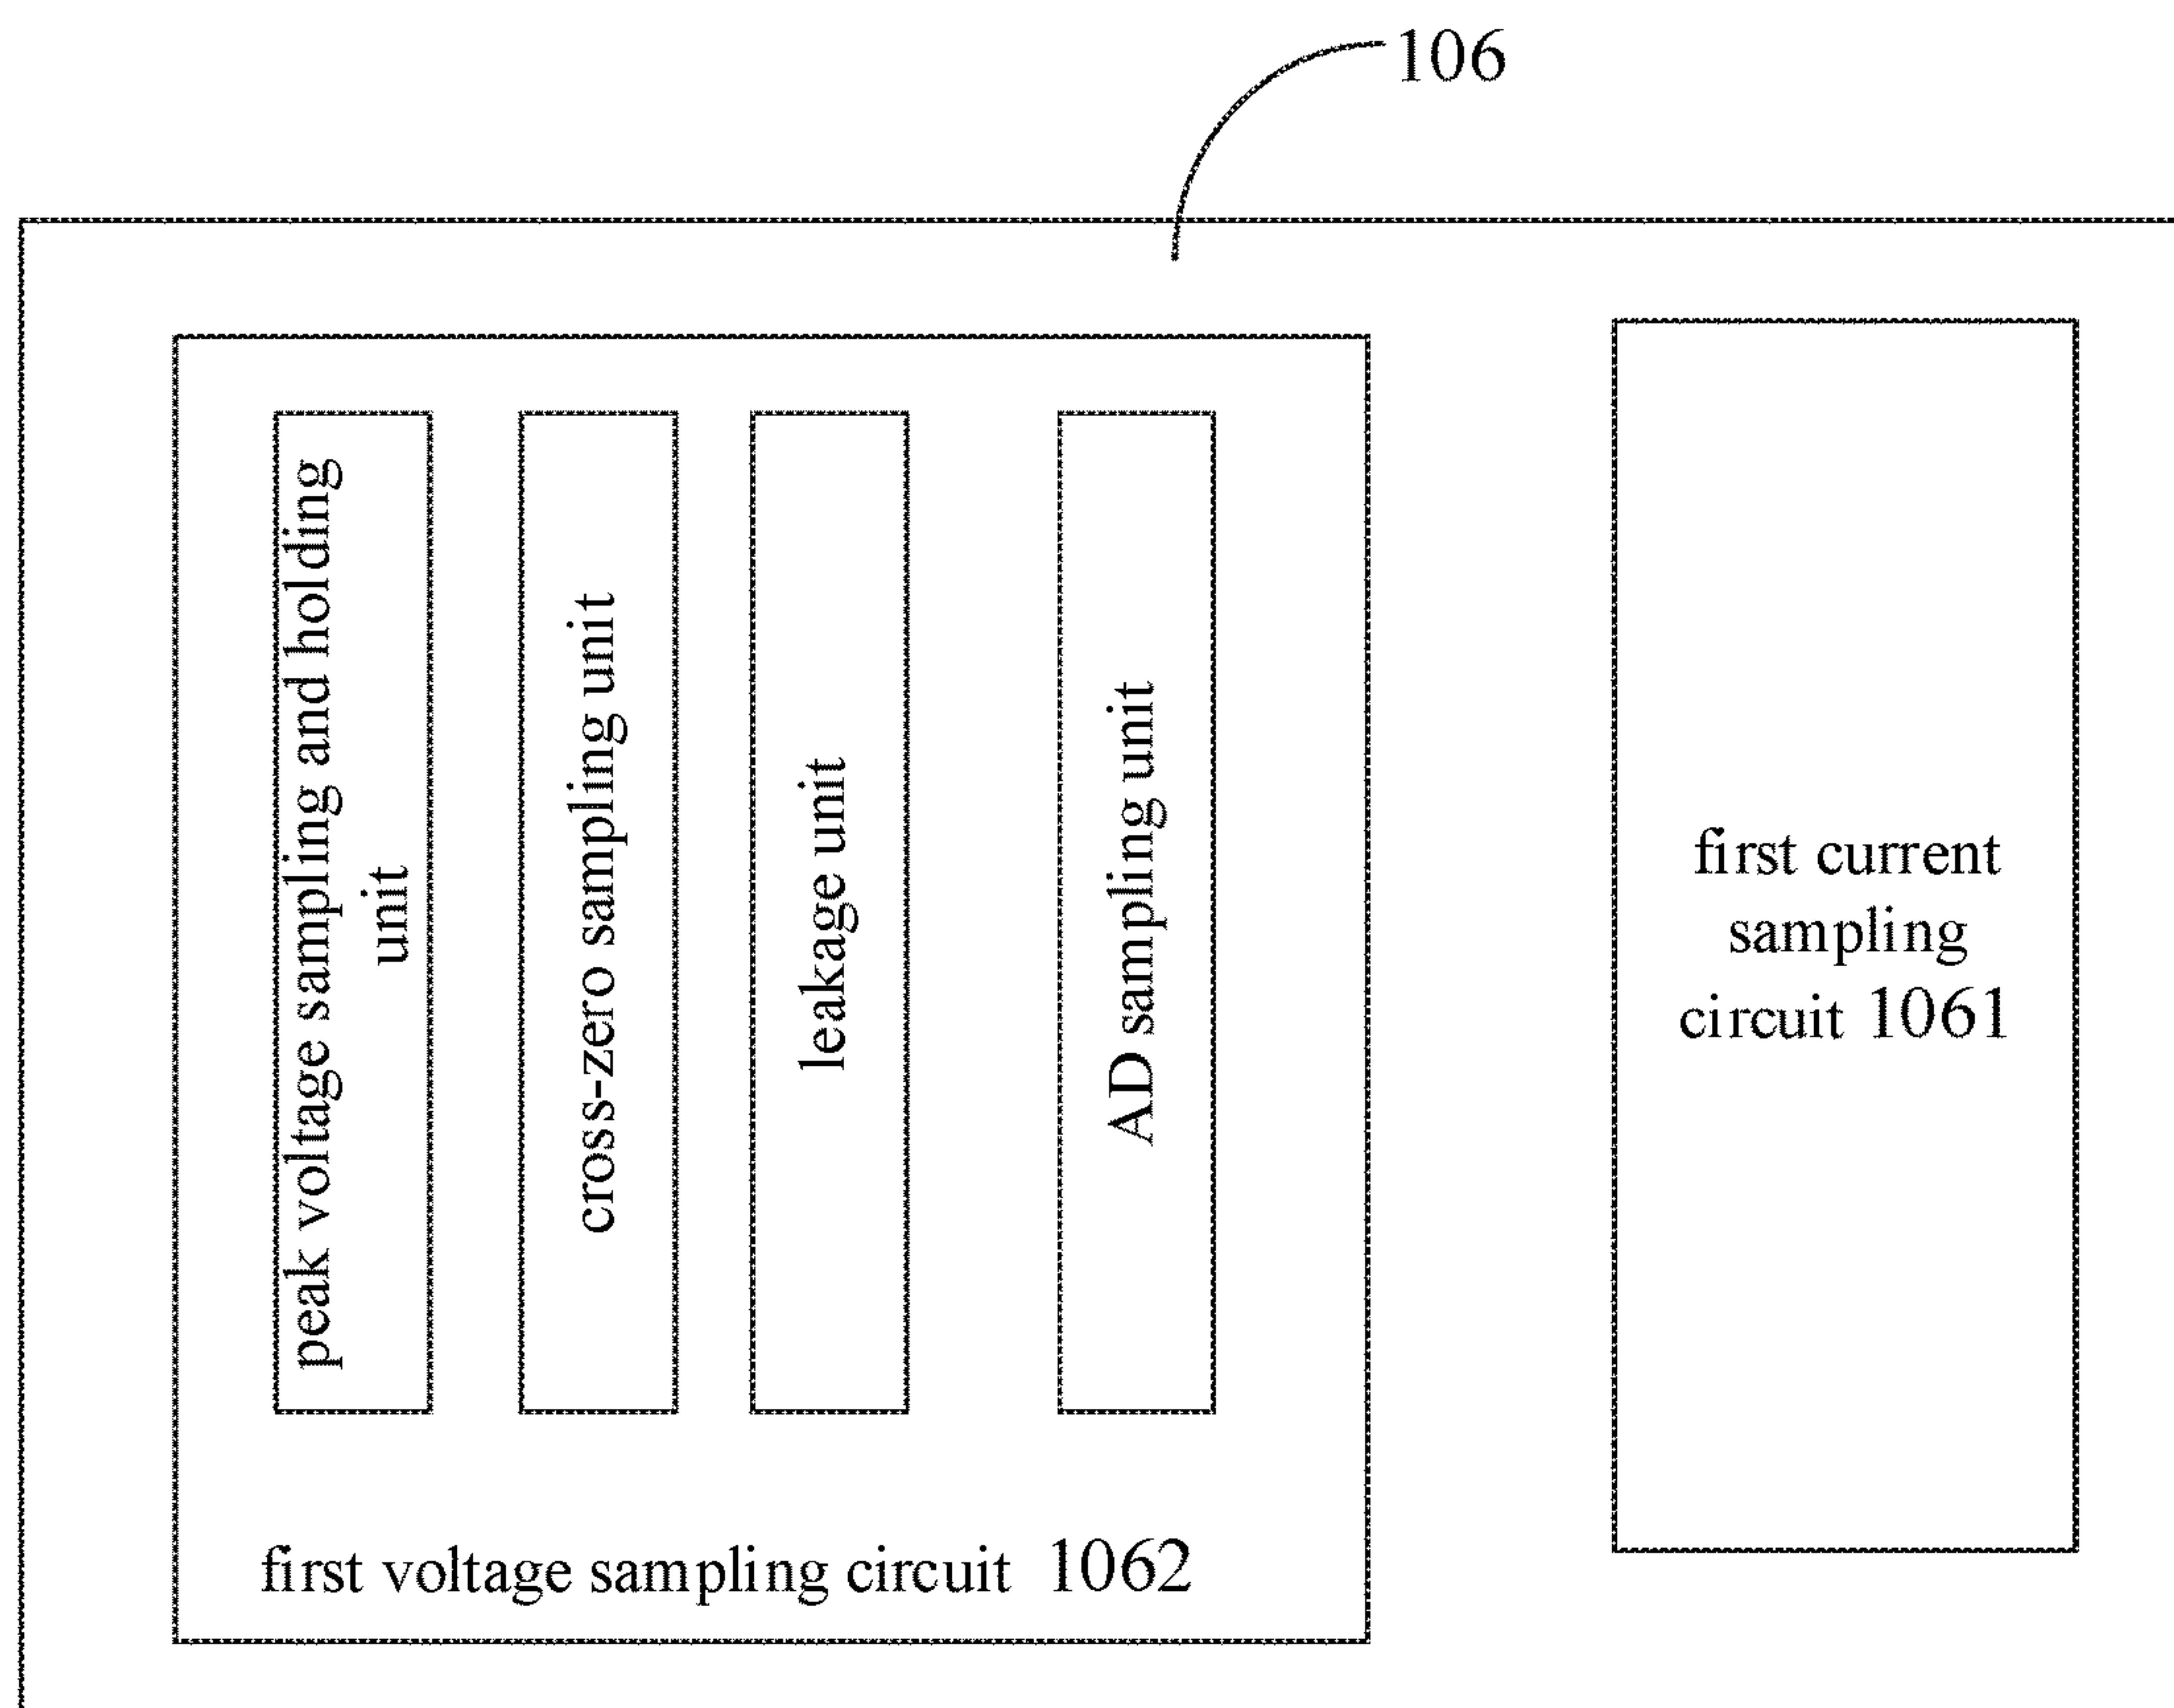 106
peak voltage sampling and holding
unit
cross-zero sampling unit
leakage unit
AD sampling unit
first voltage sampling circuit 1062
first current
sampling
circuit 1061